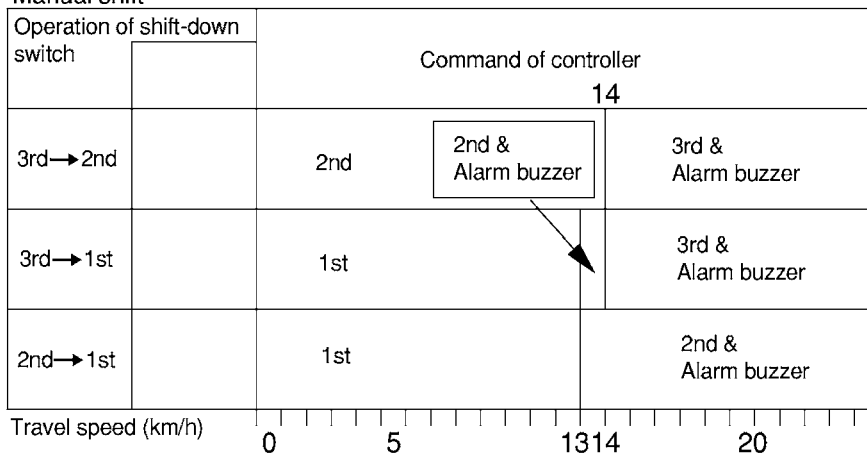 Manual shift
Operation of shift-down
switch
Command of controller
14
3rd→2nd
2nd
2nd &
Alarm buzzer
3rd &
Alarm buzzer
3rd→1st
1st
3rd &
Alarm buzzer
2nd→1st
1st
2nd &
Alarm buzzer
Travel speed (km/h)
0 5 1314 20